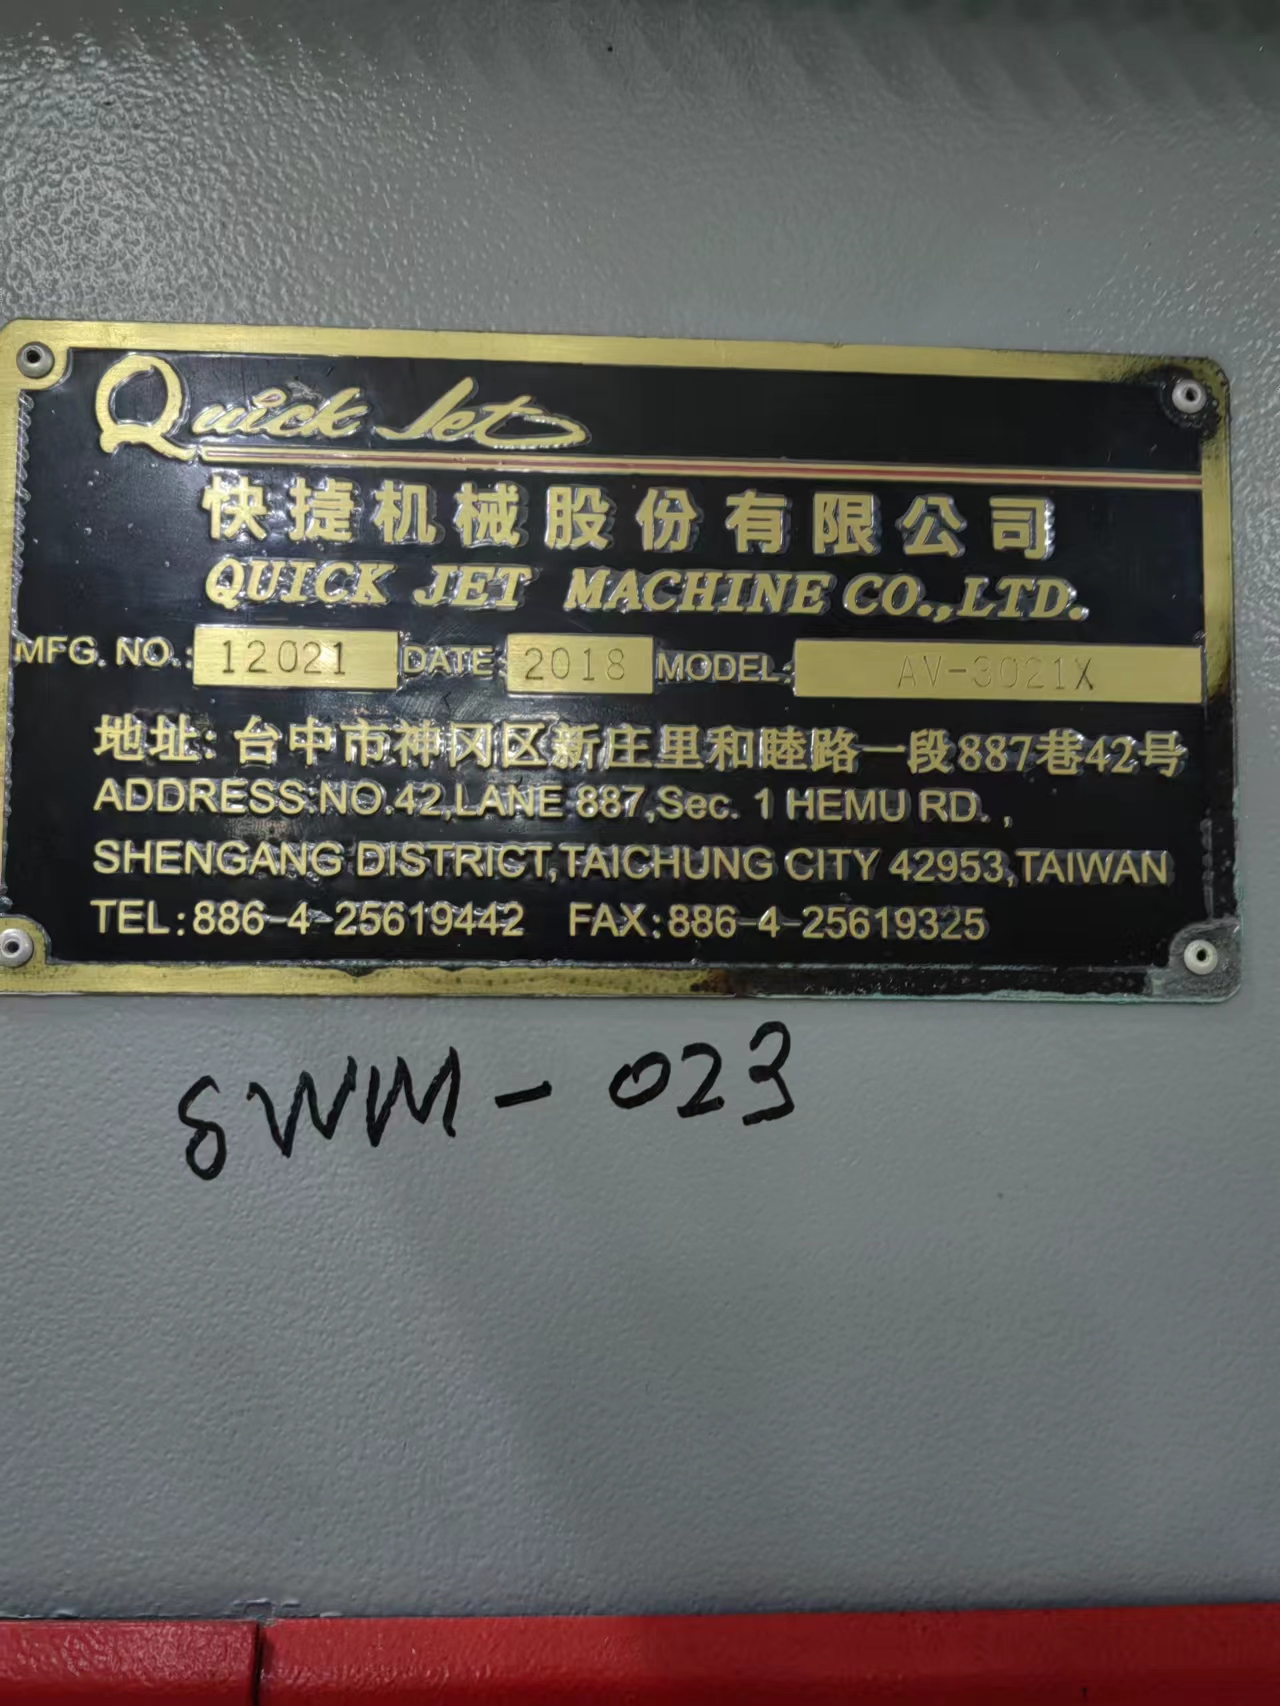 Quick Jet
快捷机械股份有限公司
QUICK JET MACHINE CO.,LTD.
MFG. NO.: 12021 DATE: 2018 MODEL: AV-3021X
地址: 台中市神冈区新庄里和睦路一段887巷42号
ADDRESS:NO.42,LANE 887,Sec. 1 HEMU RD. ,
SHENGANG DISTRICT,TAICHUNG CITY 42953,TAIWAN
TEL:886-4-25619442 FAX:886-4-25619325
SWM-023